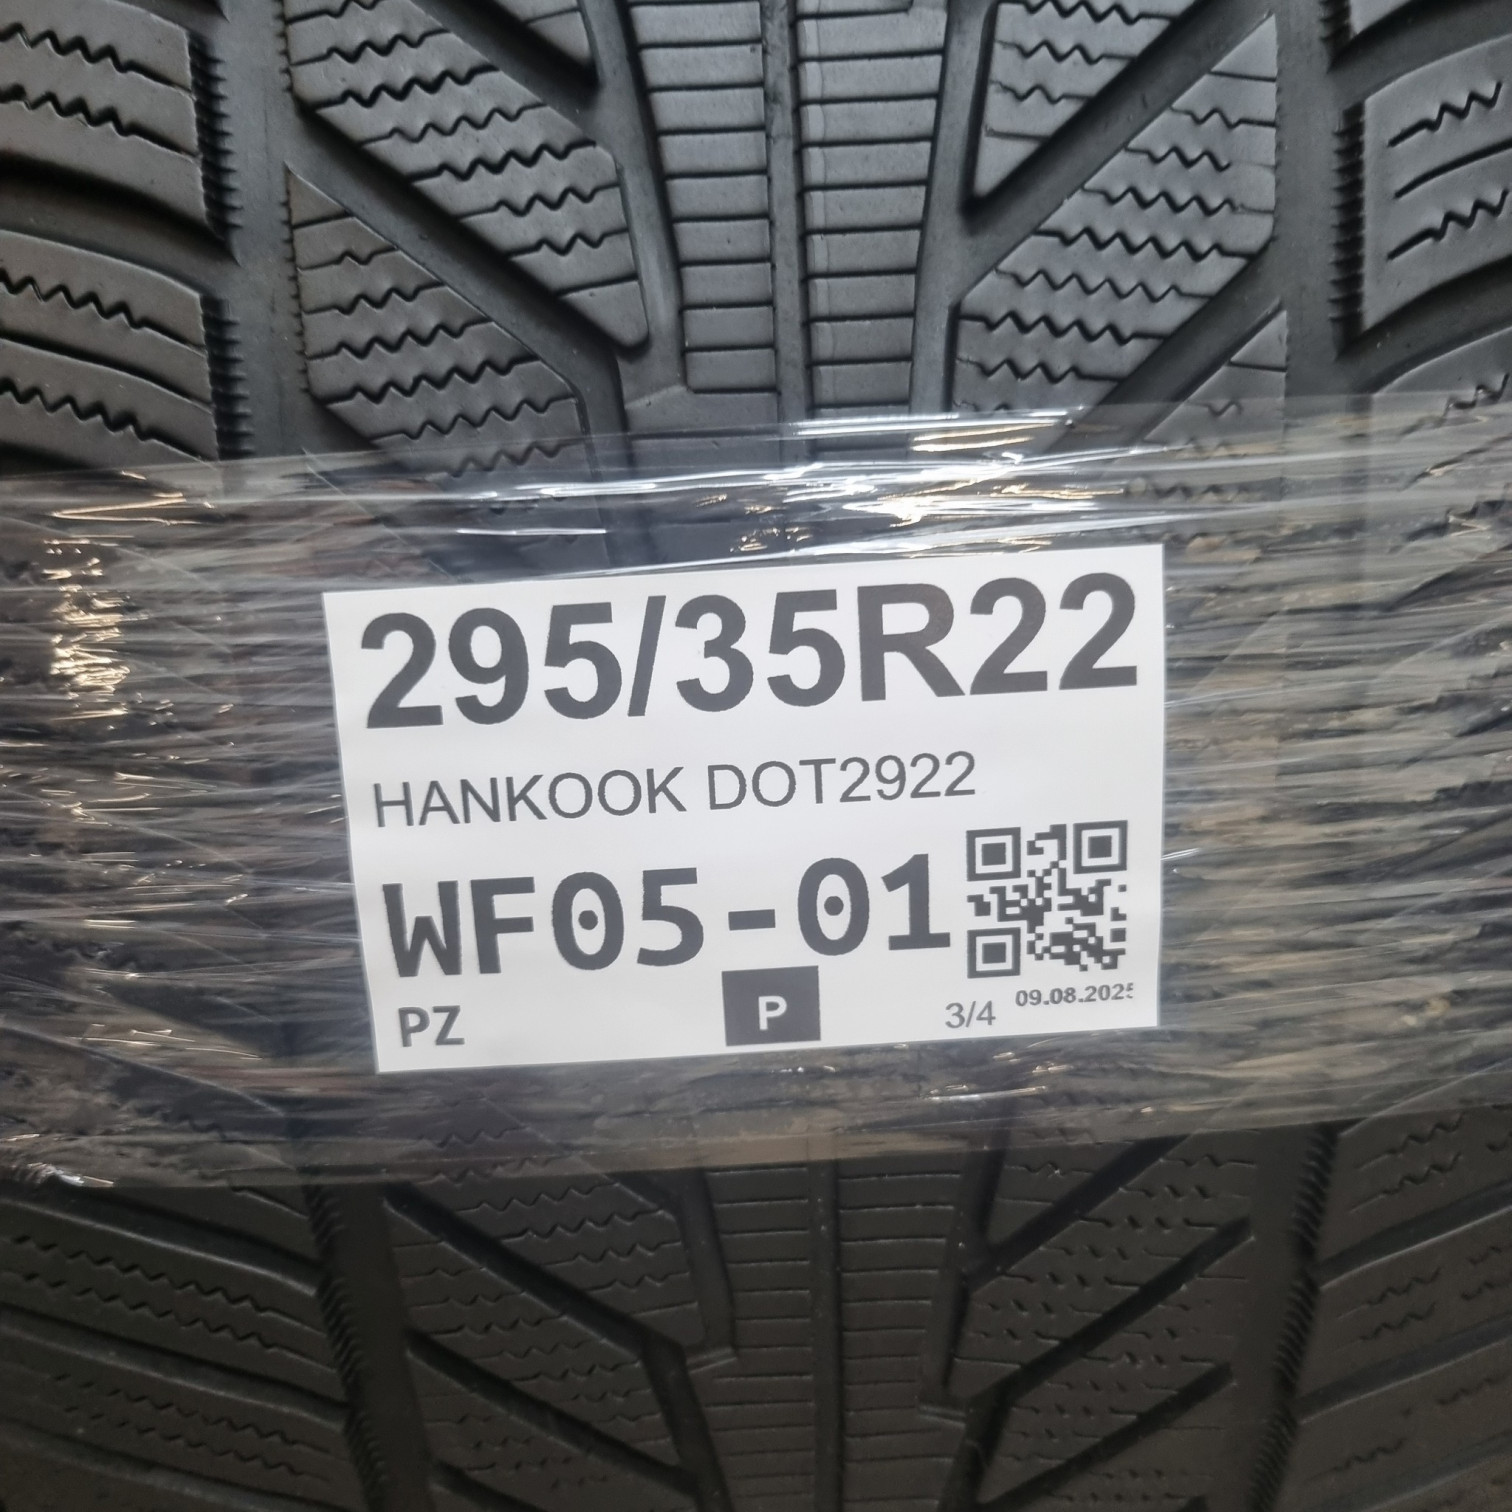 295/35R22
HANKOOK DOT2922
WF05-01
PZ
P
3/4
09.08.2025